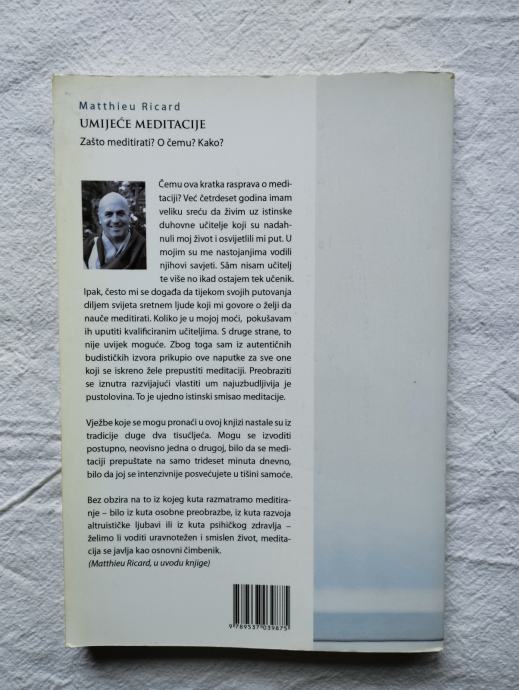 Matthieu Ricard
UMIJEĆE MEDITACIJE
Zašto meditirati? O čemu? Kako?
Čemu ova kratka rasprava o medi-
taciji? Već četrdeset godina imam
veliku sreću da živim uz istinske
duhovne učitelje koji su nadah-
nuli moj život i osvijetlili mi put. U
mojim su me nastojanjima vodili
njihovi savjeti. Sâm nisam učitelj
te više no ikad ostajem tek učenik.
Ipak, često mi se događa da tijekom svojih putovanja
diljem svijeta sretnem ljude koji mi govore o želji da
nauče meditirati. Koliko je u mojoj moći, pokušavam
ih uputiti kvalificiranim učiteljima. S druge strane, to
nije uvijek moguće. Zbog toga sam iz autentičnih
budističkih izvora prikupio ove naputke za sve one
koji se iskreno žele prepustiti meditaciji. Preobraziti
se iznutra razvijajući vlastiti um najuzbudljivija je
pustolovina. To je ujedno istinski smisao meditacije.
Vježbe koje se mogu pronaći u ovoj knjizi nastale su iz
tradicije duge dva tisućljeća. Mogu se izvoditi
postupno, neovisno jedna o drugoj, bilo da se medi-
taciji prepuštate na samo trideset minuta dnevno,
bilo da joj se intenzivnije posvećujete u tišini samoće.
Bez obzira na to iz kojeg kuta razmatramo meditira-
nje – bilo iz kuta osobne preobrazbe, iz kuta razvoja
altruističke ljubavi ili iz kuta psihičkog zdravlja –
želimo li voditi uravnotežen i smislen život, medita-
cija se javlja kao osnovni čimbenik.
(Matthieu Ricard, u uvodu knjige)
9 789537 039875